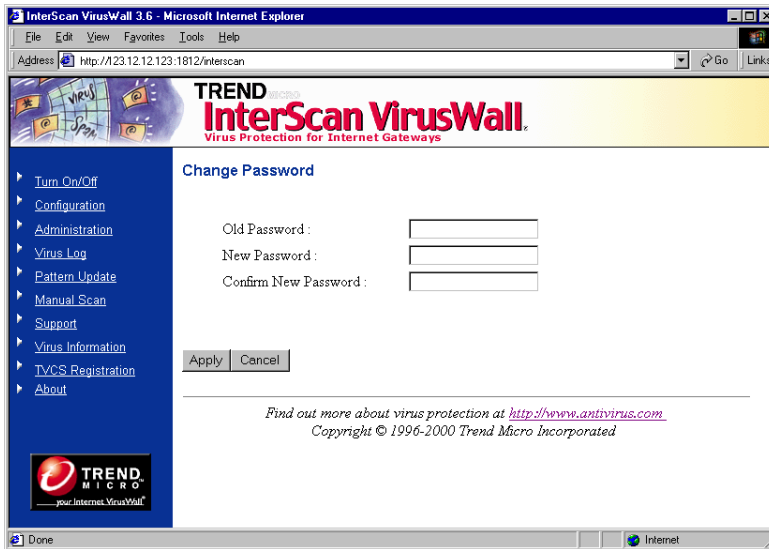 InterScan VirusWall 3.6 - Microsoft Internet Explorer
File Edit View Favorites Tools Help
Address http://123.12.12.123:1812/interscan Go Links
VIRUS
SPAM
TREND MICRO
InterScan VirusWall.
Virus Protection for Internet Gateways
Turn On/Off
Configuration
Administration
Virus Log
Pattern Update
Manual Scan
Support
Virus Information
TVCS Registration
About
TREND
MICRO
your Internet VirusWall®
Change Password
Old Password :
New Password :
Confirm New Password :
Apply Cancel
Find out more about virus protection at http://www.antivirus.com
Copyright © 1996-2000 Trend Micro Incorporated
Done Internet